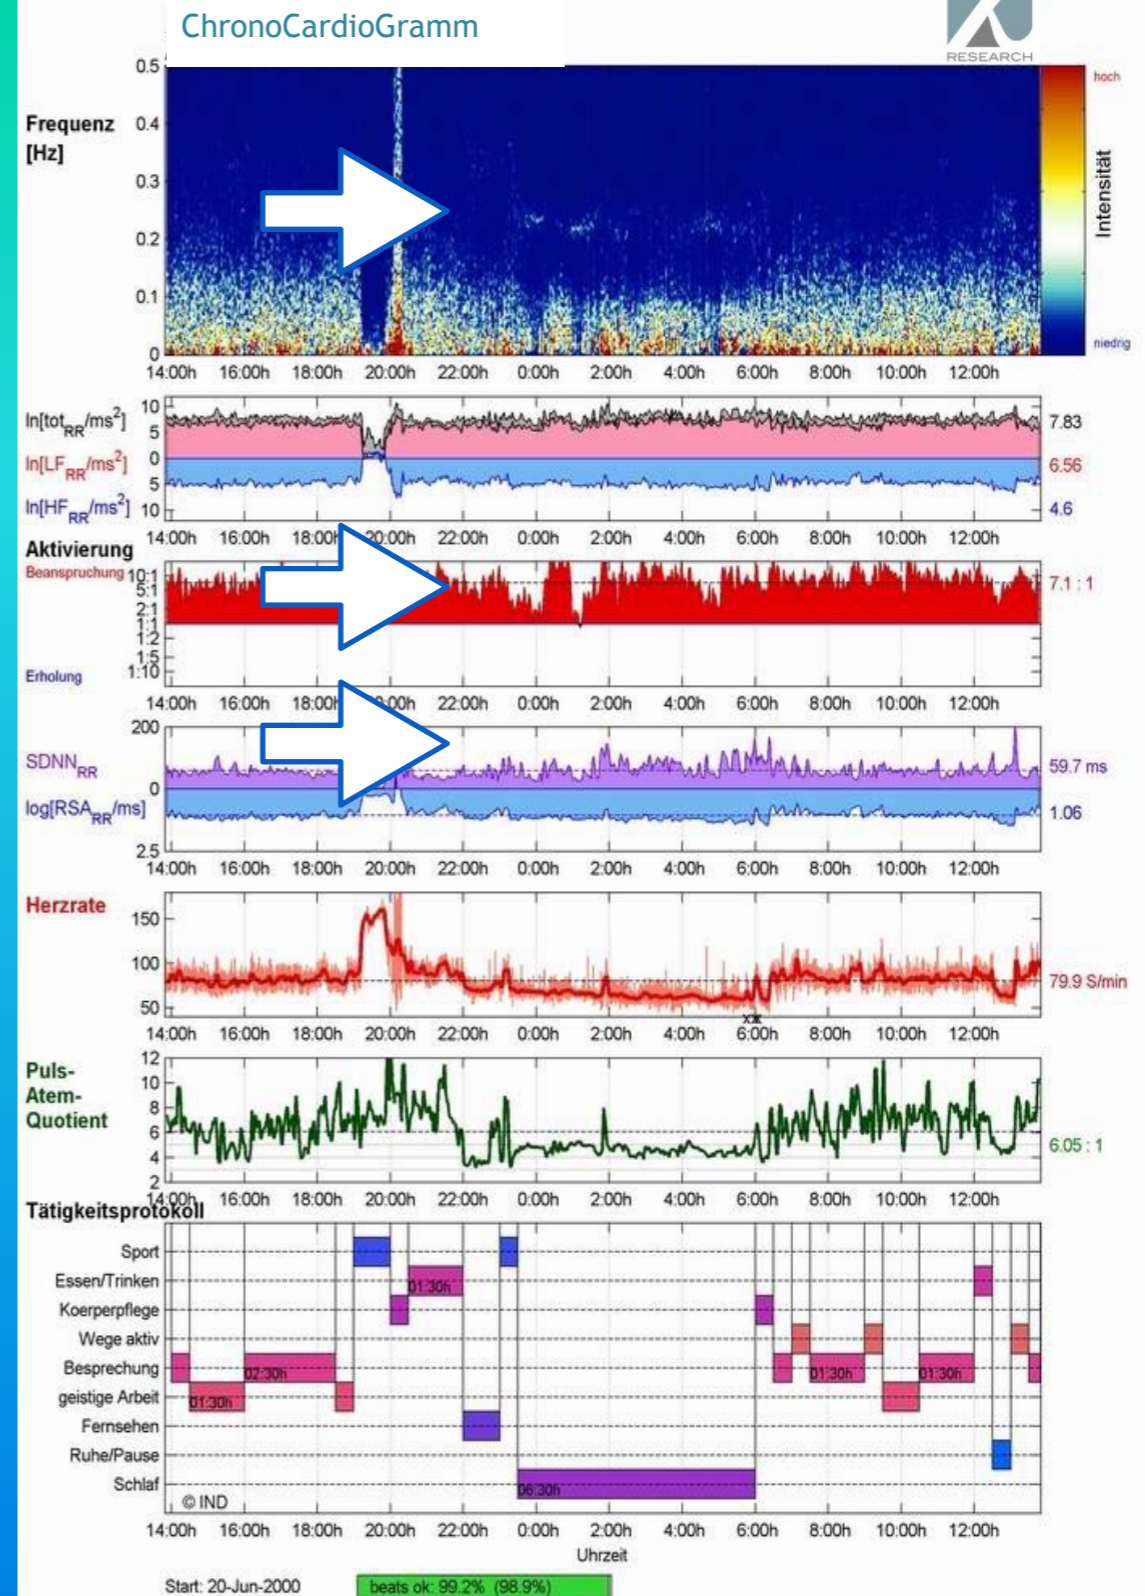 ChronoCardioGramm
RESEARCH
Frequenz
[Hz]
0.5
0.4
0.3
0.2
0.1
0
hoch
Intensität
niedrig
14:00h 16:00h 18:00h 20:00h 22:00h 0:00h 2:00h 4:00h 6:00h 8:00h 10:00h 12:00h
ln[tot_RR/ms²]
ln[LF_RR/ms²]
ln[HF_RR/ms²]
10
5
0
5
10
7.83
6.56
4.6
14:00h 16:00h 18:00h 20:00h 22:00h 0:00h 2:00h 4:00h 6:00h 8:00h 10:00h 12:00h
Aktivierung
Beanspruchung
10:1
5:1
2:1
1:1
1:2
1:5
1:10
Erholung
7.1 : 1
14:00h 16:00h 18:00h 20:00h 22:00h 0:00h 2:00h 4:00h 6:00h 8:00h 10:00h 12:00h
200
SDNN_RR
0
log[RSA_RR/ms]
2.5
59.7 ms
1.06
14:00h 16:00h 18:00h 20:00h 22:00h 0:00h 2:00h 4:00h 6:00h 8:00h 10:00h 12:00h
Herzrate
150
100
50
79.9 S/min
14:00h 16:00h 18:00h 20:00h 22:00h 0:00h 2:00h 4:00h 6:00h 8:00h 10:00h 12:00h
Puls-
Atem-
Quotient
12
10
8
6
4
2
6.05 : 1
14:00h 16:00h 18:00h 20:00h 22:00h 0:00h 2:00h 4:00h 6:00h 8:00h 10:00h 12:00h
Tätigkeitsprotokoll
Sport
Essen/Trinken 01:30h
Koerperpflege
Wege aktiv
Besprechung 02:30h 01:30h 01:30h
geistige Arbeit 01:30h
Fernsehen
Ruhe/Pause
Schlaf 06:30h
© IND
14:00h 16:00h 18:00h 20:00h 22:00h 0:00h 2:00h 4:00h 6:00h 8:00h 10:00h 12:00h
Uhrzeit
Start: 20-Jun-2000 beats ok: 99.2% (98.9%)